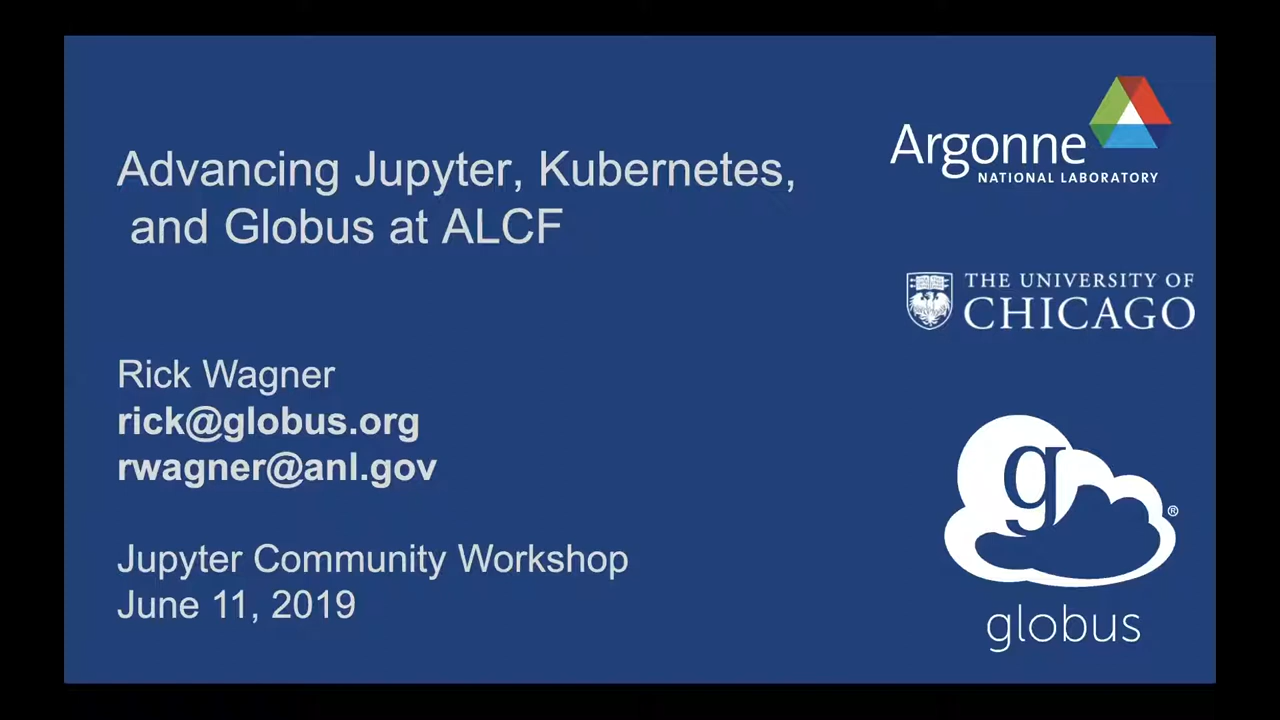 Advancing Jupyter, Kubernetes,
and Globus at ALCF
Rick Wagner
rick@globus.org
rwagner@anl.gov
Jupyter Community Workshop
June 11, 2019
Argonne
NATIONAL LABORATORY
THE UNIVERSITY OF
CHICAGO
g
®
globus